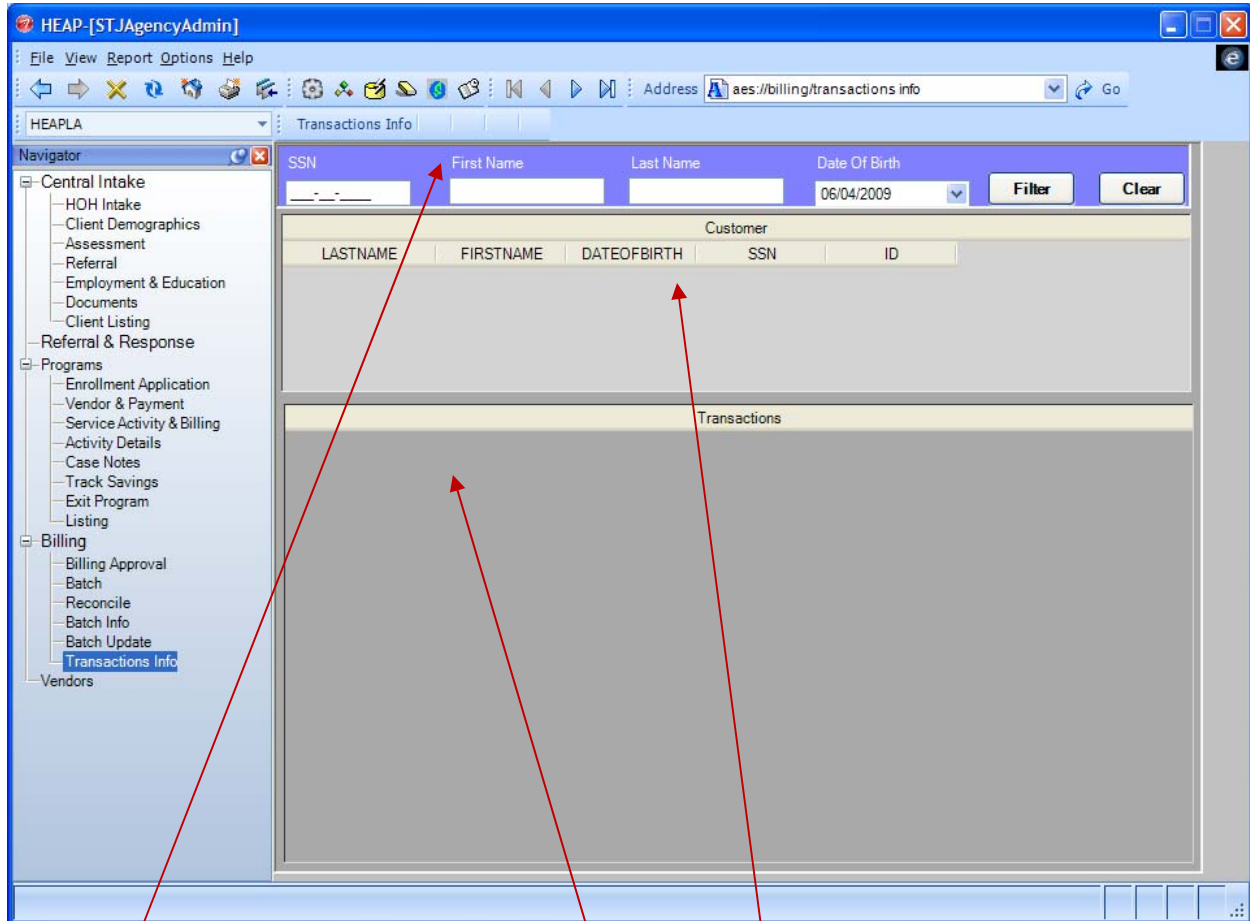 HEAP-[STJAgencyAdmin]
File View Report Options Help
Address aes://billing/transactions info Go
HEAPLA Transactions Info
Navigator
Central Intake
HOH Intake
Client Demographics
Assessment
Referral
Employment & Education
Documents
Client Listing
Referral & Response
Programs
Enrollment Application
Vendor & Payment
Service Activity & Billing
Activity Details
Case Notes
Track Savings
Exit Program
Listing
Billing
Billing Approval
Batch
Reconcile
Batch Info
Batch Update
Transactions Info
Vendors
SSN First Name Last Name Date Of Birth
___-__-____ 06/04/2009 Filter Clear
Customer
LASTNAME FIRSTNAME DATEOFBIRTH SSN ID
Transactions